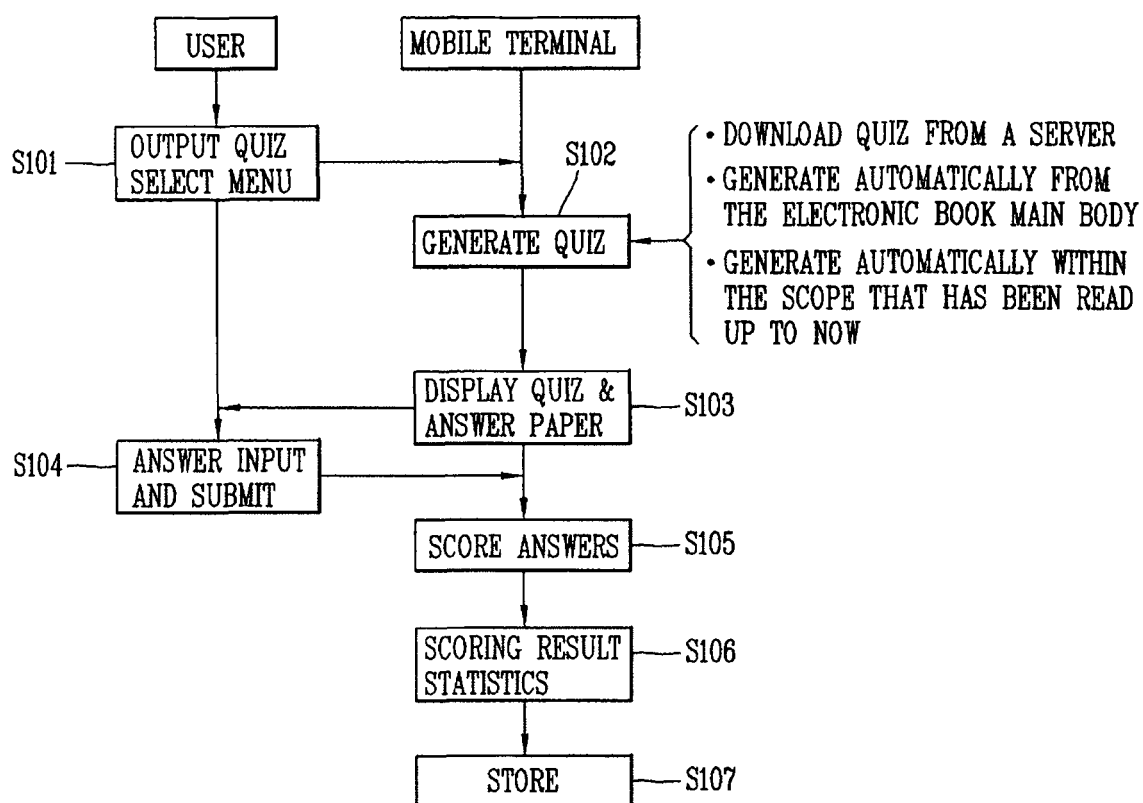 USER
MOBILE TERMINAL
S101
OUTPUT QUIZ
SELECT MENU
S102
GENERATE QUIZ
• DOWNLOAD QUIZ FROM A SERVER
• GENERATE AUTOMATICALLY FROM
THE ELECTRONIC BOOK MAIN BODY
• GENERATE AUTOMATICALLY WITHIN
THE SCOPE THAT HAS BEEN READ
UP TO NOW
DISPLAY QUIZ &
ANSWER PAPER
S103
S104
ANSWER INPUT
AND SUBMIT
SCORE ANSWERS
S105
SCORING RESULT
STATISTICS
S106
STORE
S107